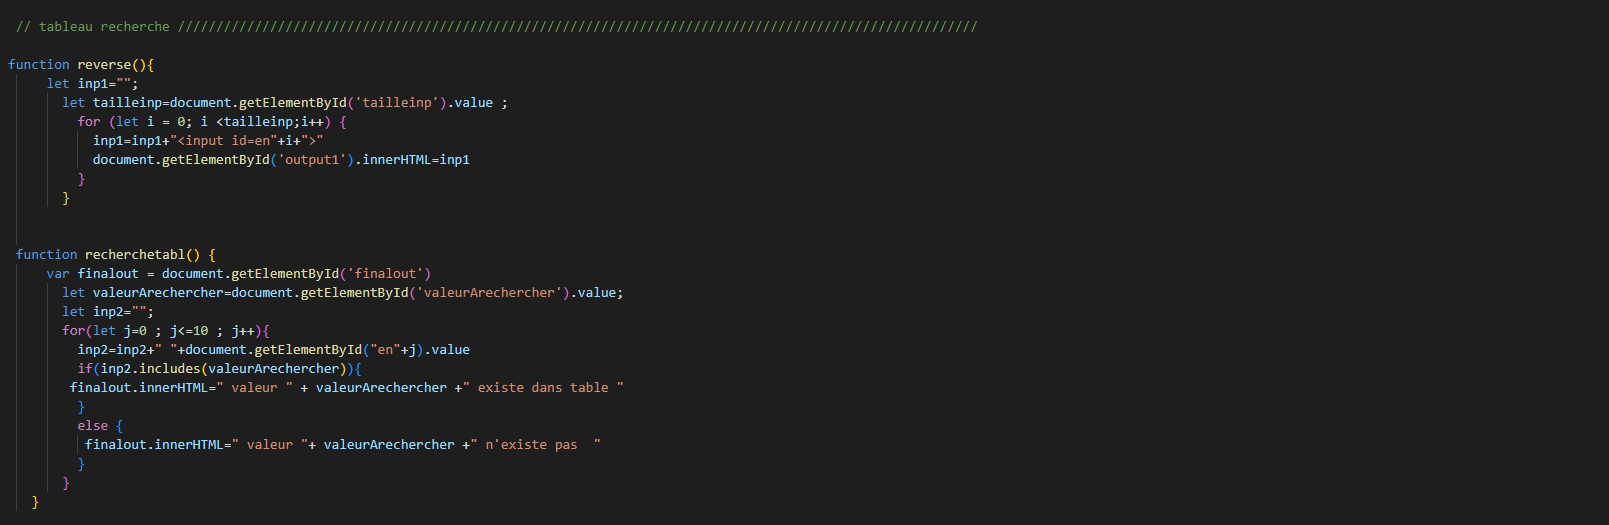 // tableau recherche ////////////////////////////////////////////////////////////////////////////////////////////////////////
function reverse(){
let inp1="";
let tailleinp=document.getElementById('tailleinp').value ;
for (let i = 0; i <tailleinp;i++) {
inp1=inp1+"<input id=en"+i+">"
document.getElementById('output1').innerHTML=inp1
}
}
function recherchetabl() {
var finalout = document.getElementById('finalout')
let valeurArechercher=document.getElementById('valeurArechercher').value;
let inp2="";
for(let j=0 ; j<=10 ; j++){
inp2=inp2+" "+document.getElementById("en"+j).value
if(inp2.includes(valeurArechercher)){
finalout.innerHTML=" valeur " + valeurArechercher +" existe dans table "
}
else {
finalout.innerHTML=" valeur "+ valeurArechercher +" n'existe pas  "
}
}
}